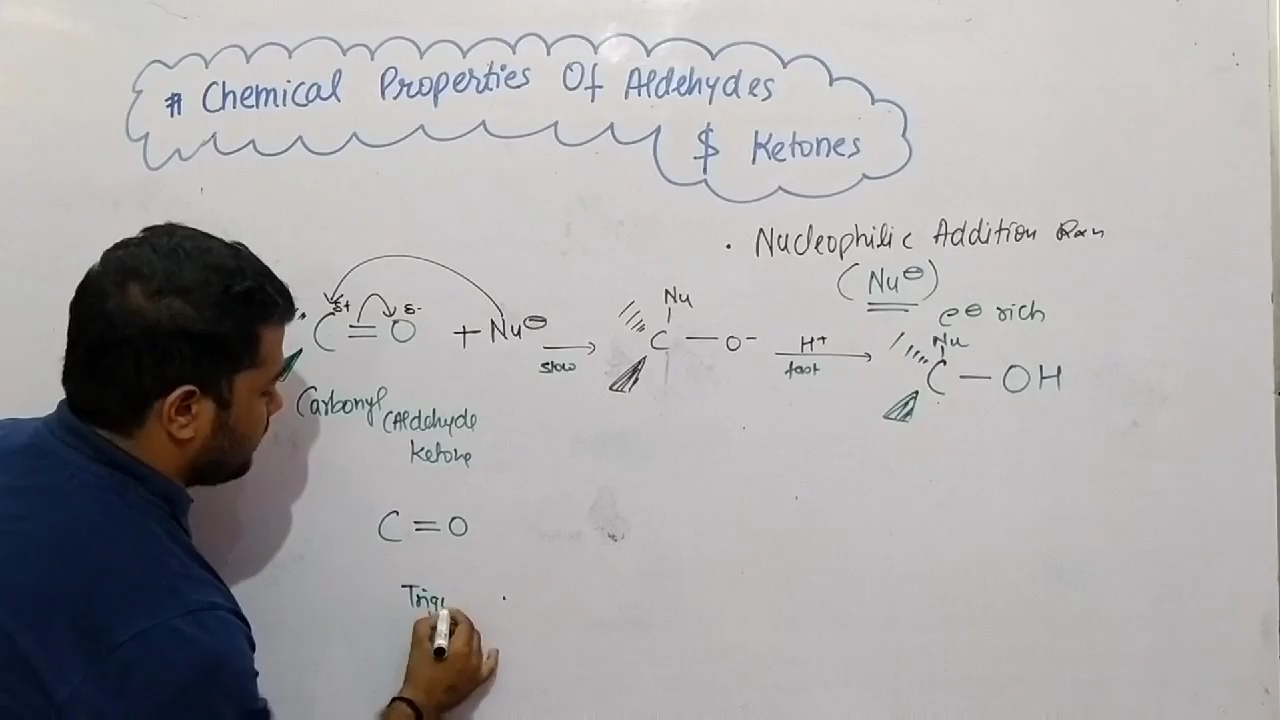 # Chemical Properties Of Aldehydes
$ Ketones
• Nucleophilic Addition Rxn
(Nu⊖)
e⊖ rich
δ+ δ-
C=O + Nu⊖
slow
Nu
C — O-
H+
fast
Nu
C — OH
Carbonyl (Aldehyde
Ketone
C=O
Trig